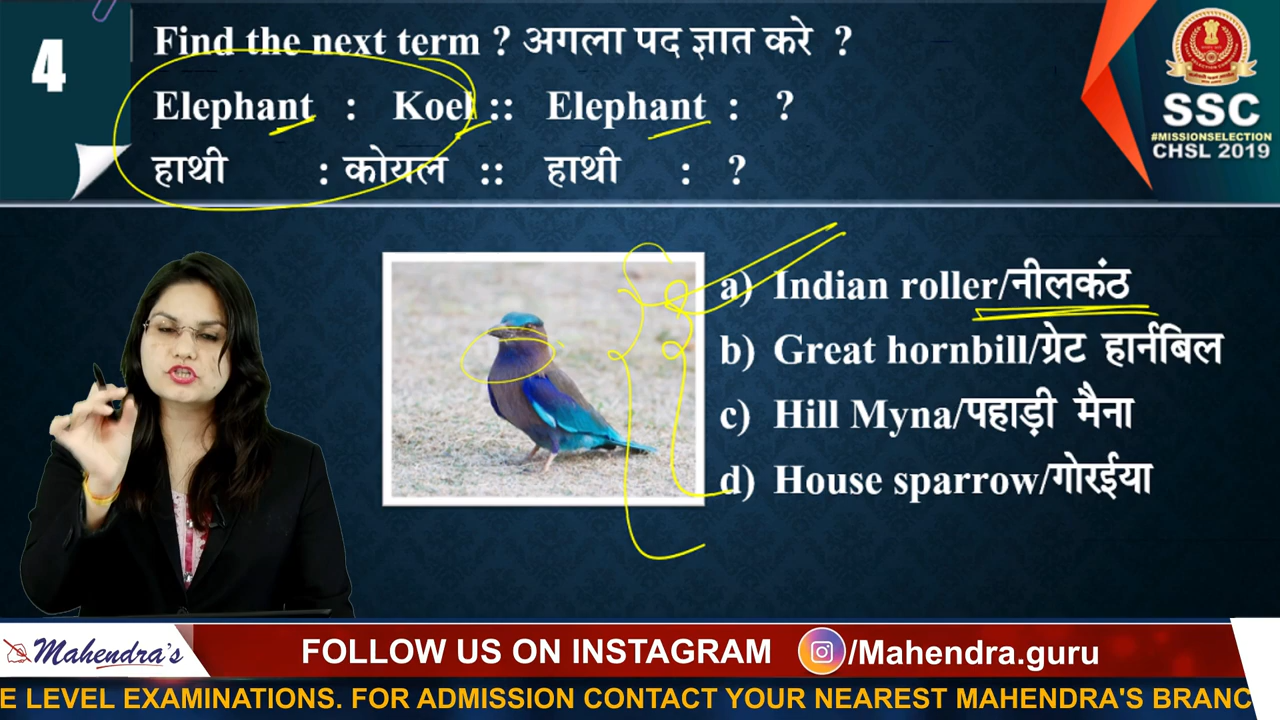 4
Find the next term ? अगला पद ज्ञात करे ?
Elephant : Koel :: Elephant : ?
हाथी : कोयल :: हाथी : ?
SSC
#MISSIONSELECTION
CHSL 2019
a) Indian roller/नीलकंठ
b) Great hornbill/ग्रेट हार्नबिल
c) Hill Myna/पहाड़ी मैना
d) House sparrow/गोरईया
Mahendra's
FOLLOW US ON INSTAGRAM /Mahendra.guru
E LEVEL EXAMINATIONS. FOR ADMISSION CONTACT YOUR NEAREST MAHENDRA'S BRANC